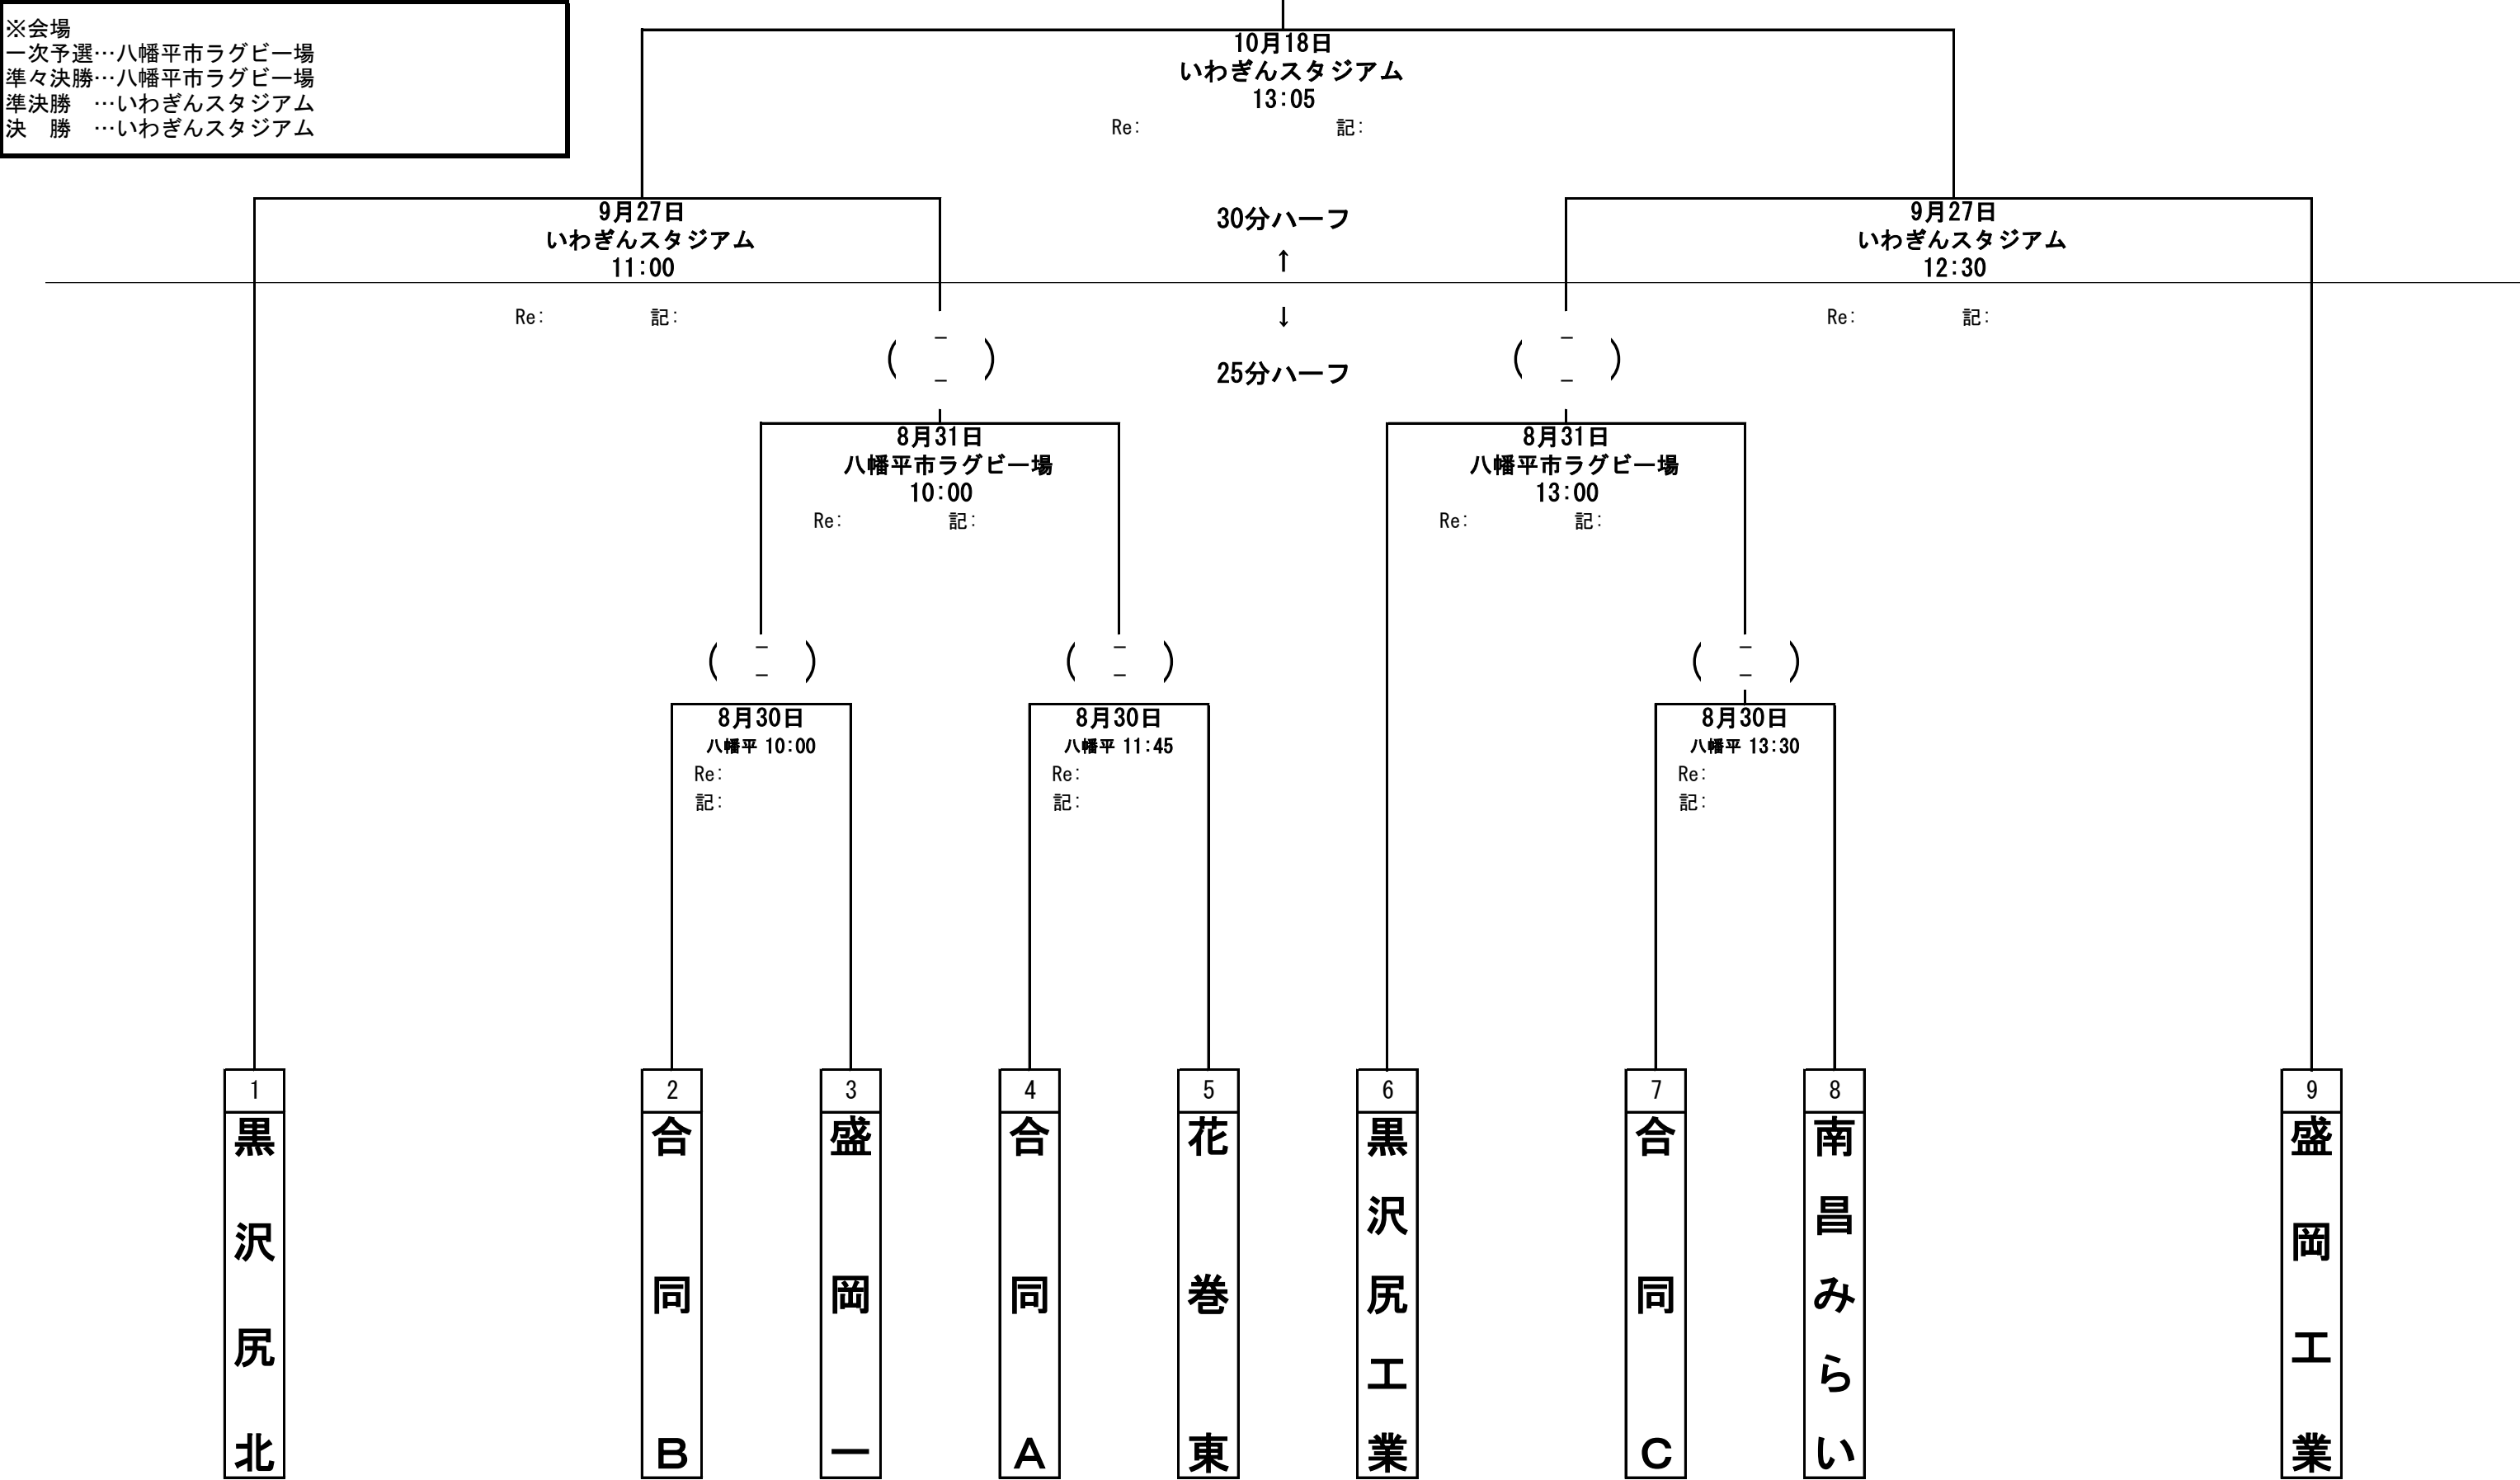 ※会場
一次予選…八幡平市ラグビー場
準々決勝…八幡平市ラグビー場
準決勝　…いわぎんスタジアム
決　勝　…いわぎんスタジアム
10月18日
いわぎんスタジアム
13:05
Re:　記:
9月27日
いわぎんスタジアム
11:00
Re:　記:
30分ハーフ
↑
↓
25分ハーフ
9月27日
いわぎんスタジアム
12:30
Re:　記:
( -
- )
( -
- )
8月31日
八幡平市ラグビー場
10:00
Re:　記:
8月31日
八幡平市ラグビー場
13:00
Re:　記:
( -
- )
( -
- )
( -
- )
8月30日
八幡平 10:00
Re:
記:
8月30日
八幡平 11:45
Re:
記:
8月30日
八幡平 13:30
Re:
記:
1
黒沢尻北
2
合同B
3
盛岡一
4
合同A
5
花巻東
6
黒沢尻工業
7
合同C
8
南昌みらい
9
盛岡工業